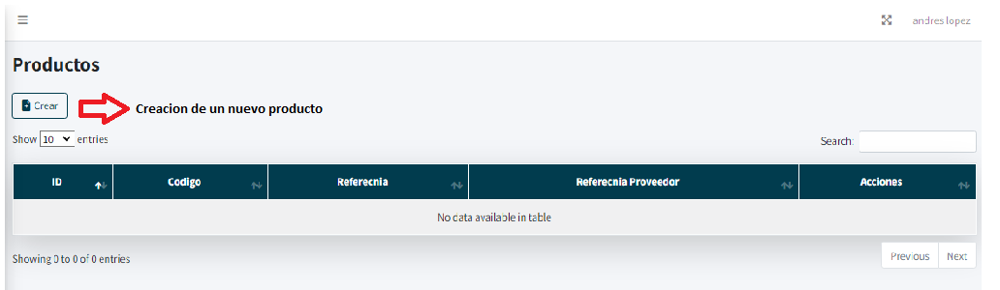 andres lopez
Productos
Crear
Creacion de un nuevo producto
Show 10 entries
Search:
ID Codigo Referecnia Referecnia Proveedor Acciones
No data available in table
Showing 0 to 0 of 0 entries
Previous Next